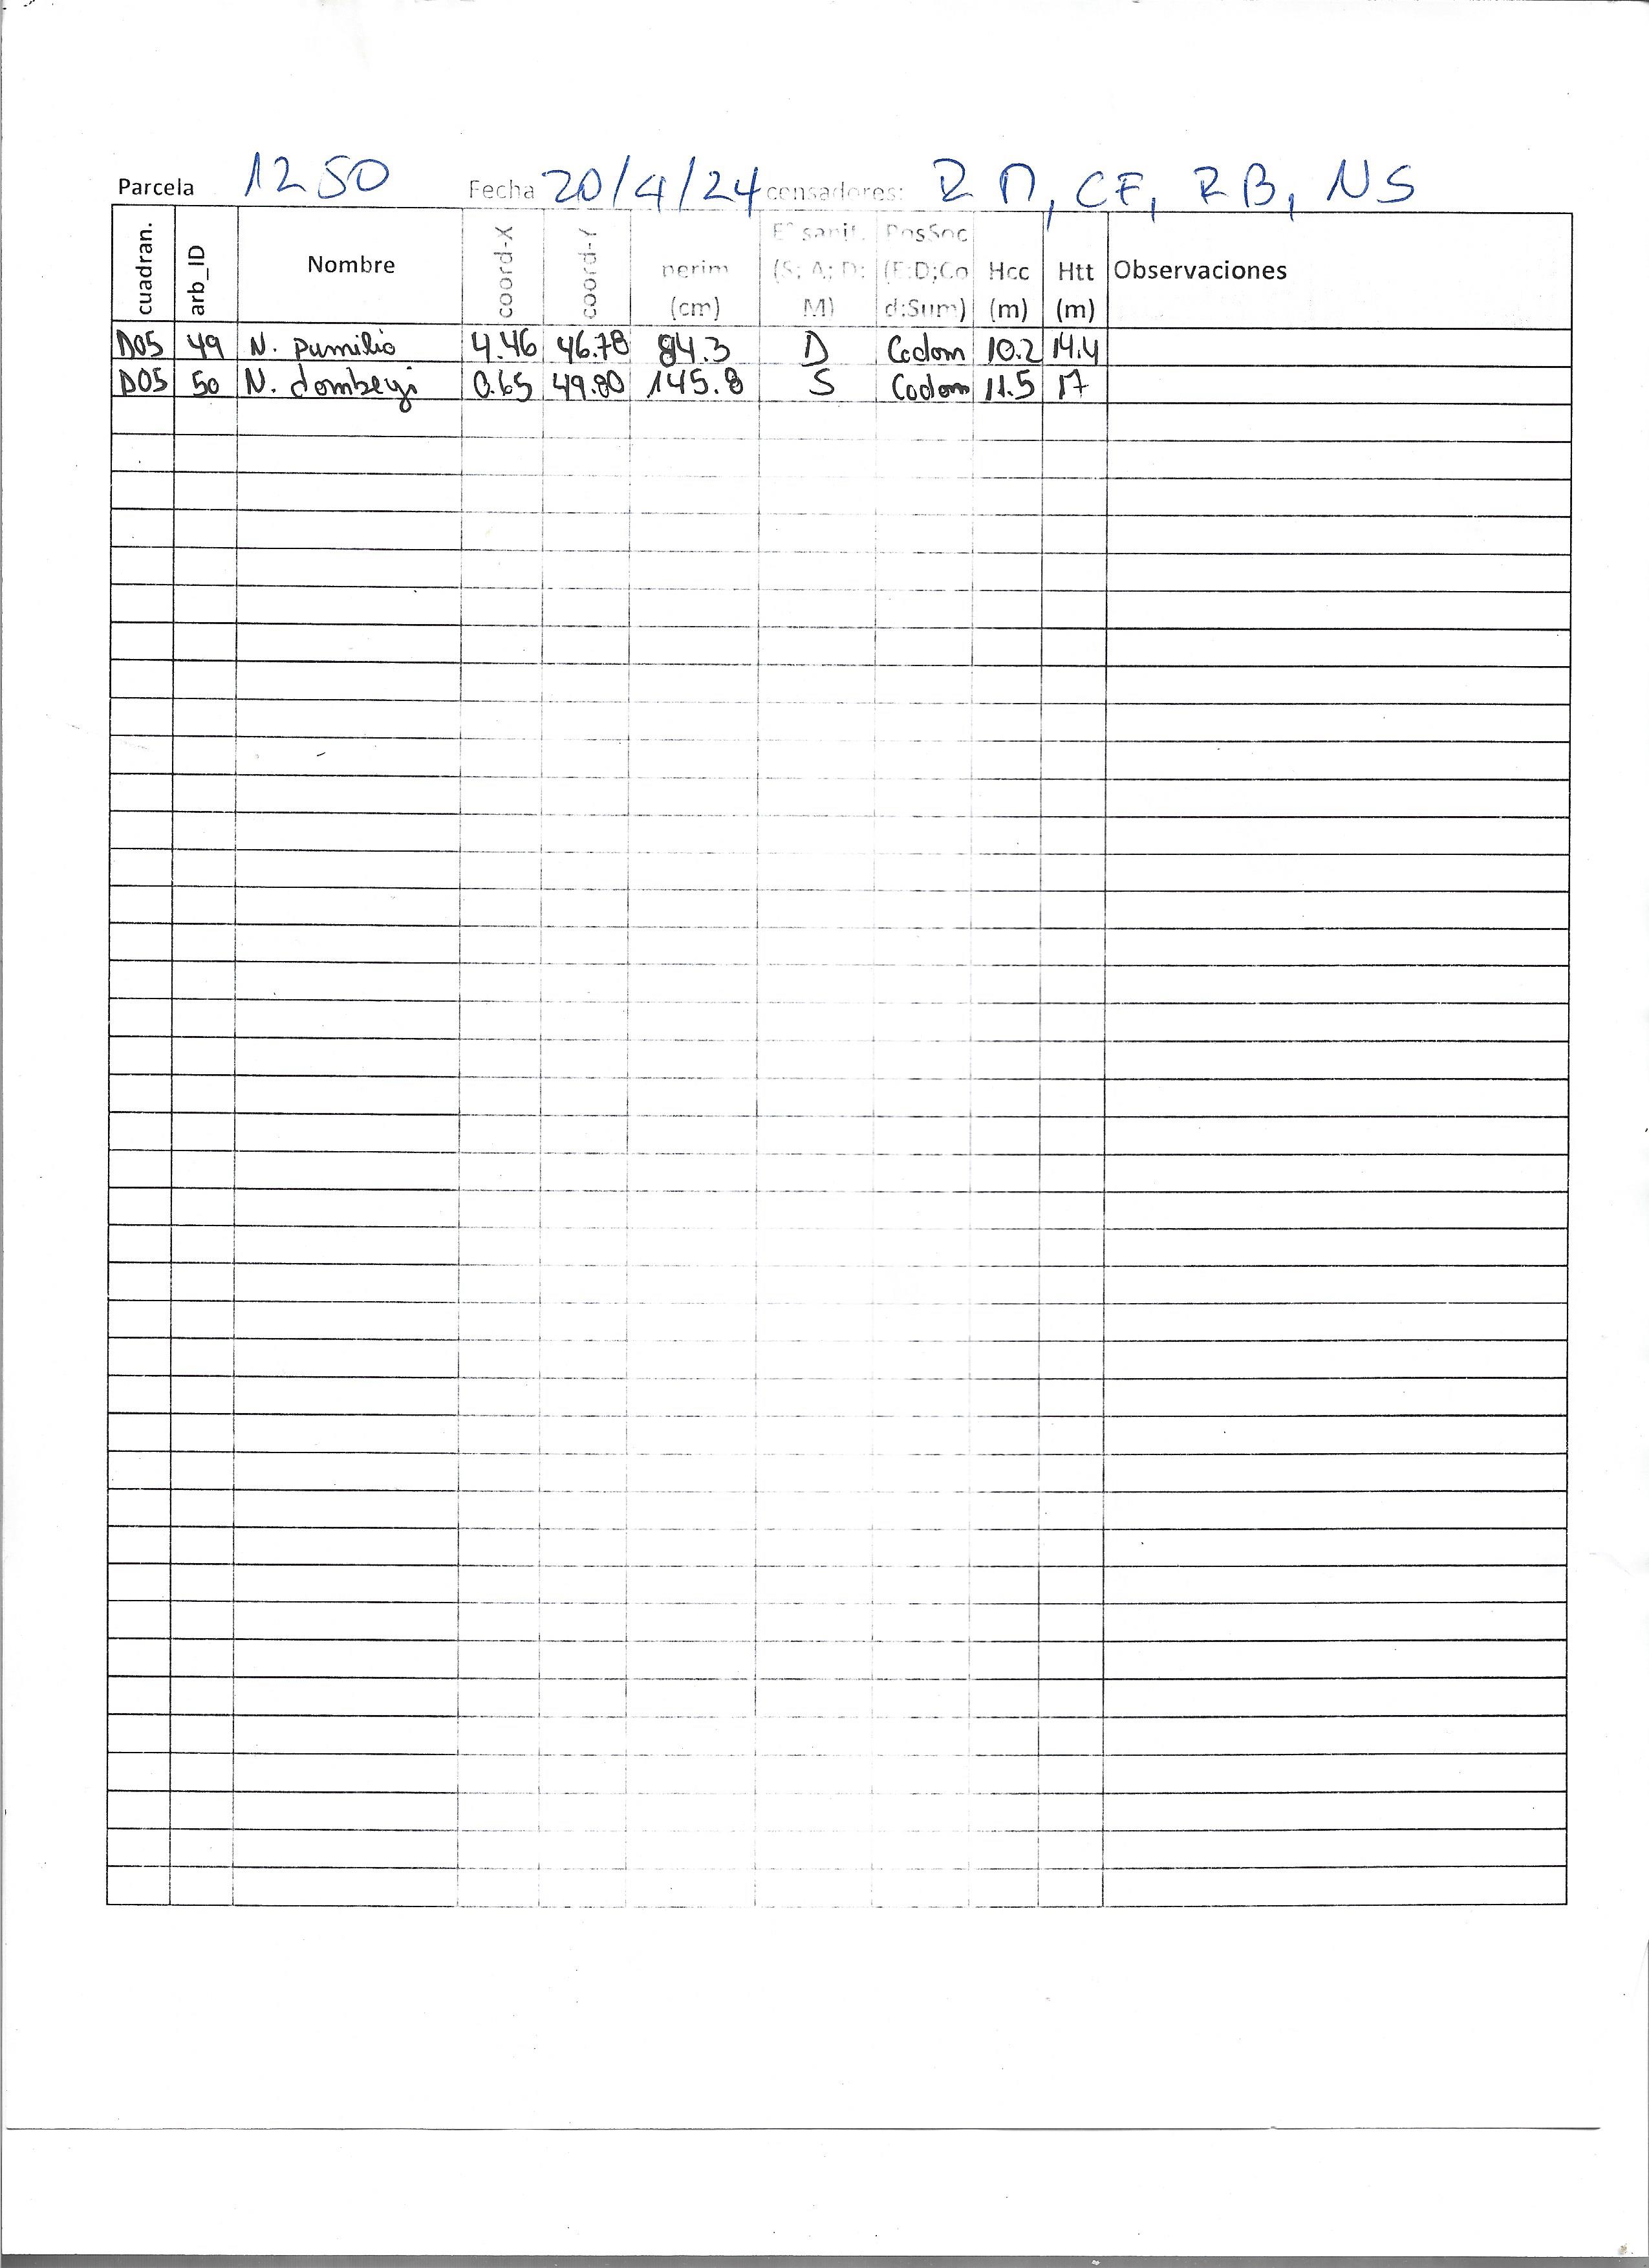 Parcela 1250 Fecha 20/4/24 censadores: RM, CF, RB, NS
cuadran. arb_ID Nombre coord-X coord-Y perim (cm) Eº sanit. (S; A; D; M) PosSoc (E;D;Cod;Sum) Hcc (m) Htt (m) Observaciones
D05 49 N. pumilio 4.46 46.78 84.3 D Codom 10.2 14.4
D05 50 N. dombeyi 0.65 49.80 145.8 S Codom 11.5 17